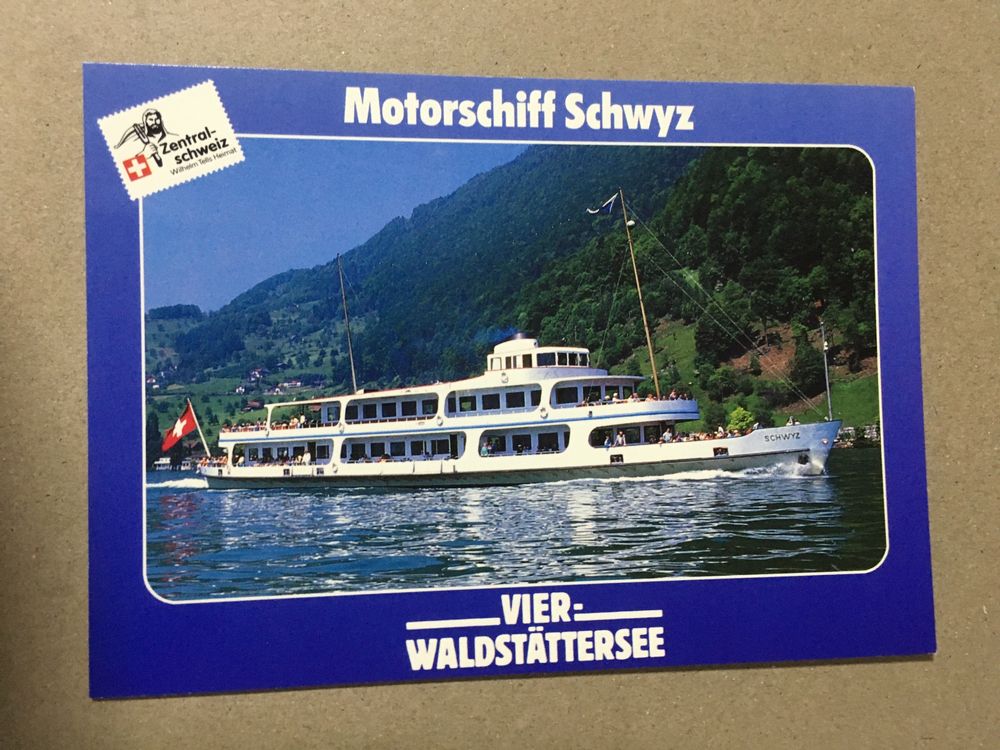 Motorschiff Schwyz
Zentral-
schweiz
Wilhelm Tells Heimat
SCHWYZ
VIER-
WALDSTÄTTERSEE